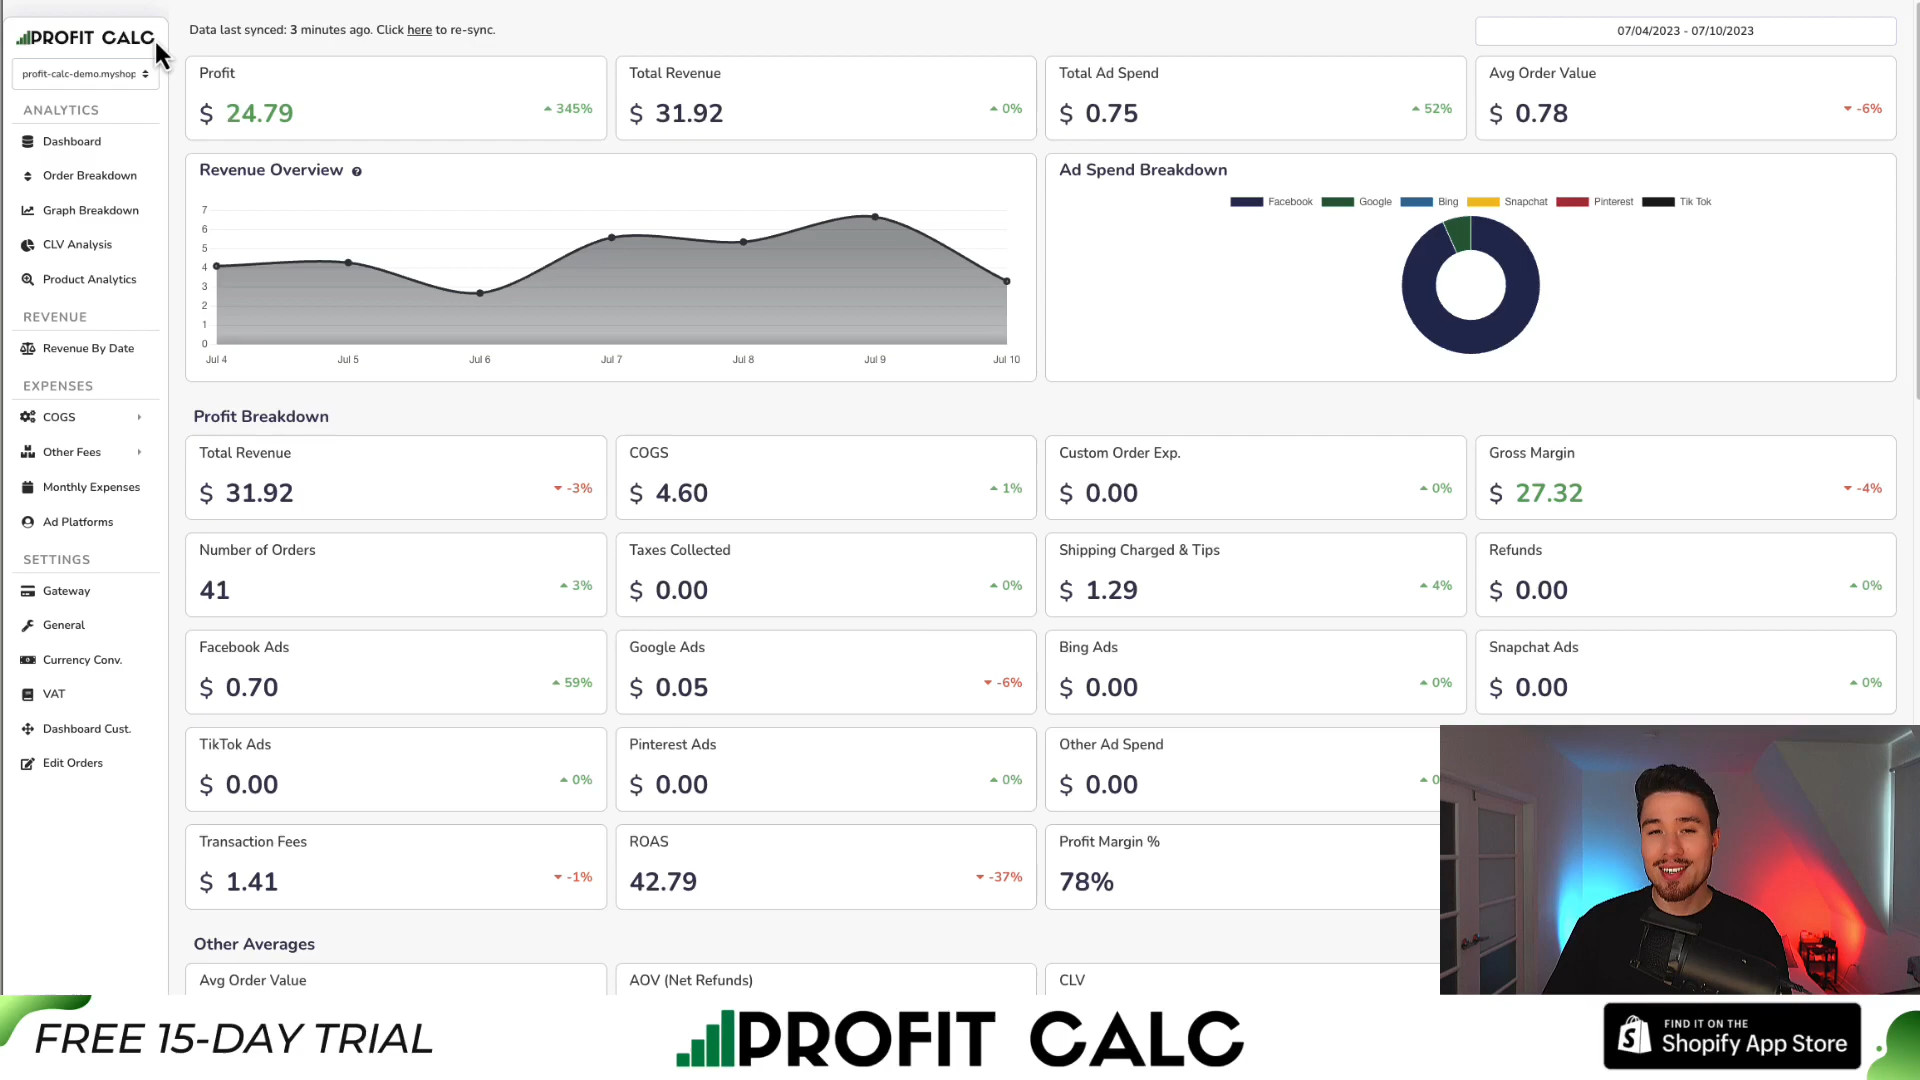 PROFIT CALC
profit-calc-demo.myshop
ANALYTICS
Dashboard
Order Breakdown
Graph Breakdown
CLV Analysis
Product Analytics
REVENUE
Revenue By Date
EXPENSES
COGS
Other Fees
Monthly Expenses
Ad Platforms
SETTINGS
Gateway
General
Currency Conv.
VAT
Dashboard Cust.
Edit Orders
Data last synced: 3 minutes ago. Click here to re-sync.
07/04/2023 - 07/10/2023
Profit
$ 24.79 345%
Total Revenue
$ 31.92 0%
Total Ad Spend
$ 0.75 52%
Avg Order Value
$ 0.78 -6%
Revenue Overview
7
6
5
4
3
2
1
0
Jul 4 Jul 5 Jul 6 Jul 7 Jul 8 Jul 9 Jul 10
Ad Spend Breakdown
Facebook Google Bing Snapchat Pinterest Tik Tok
Profit Breakdown
Total Revenue
$ 31.92 -3%
COGS
$ 4.60 1%
Custom Order Exp.
$ 0.00 0%
Gross Margin
$ 27.32 -4%
Number of Orders
41 3%
Taxes Collected
$ 0.00 0%
Shipping Charged & Tips
$ 1.29 4%
Refunds
$ 0.00 0%
Facebook Ads
$ 0.70 59%
Google Ads
$ 0.05 -6%
Bing Ads
$ 0.00 0%
Snapchat Ads
$ 0.00 0%
TikTok Ads
$ 0.00 0%
Pinterest Ads
$ 0.00 0%
Other Ad Spend
$ 0.00 0
Transaction Fees
$ 1.41 -1%
ROAS
42.79 -37%
Profit Margin %
78%
Other Averages
Avg Order Value
AOV (Net Refunds)
CLV
FREE 15-DAY TRIAL
PROFIT CALC
FIND IT ON THE
Shopify App Store